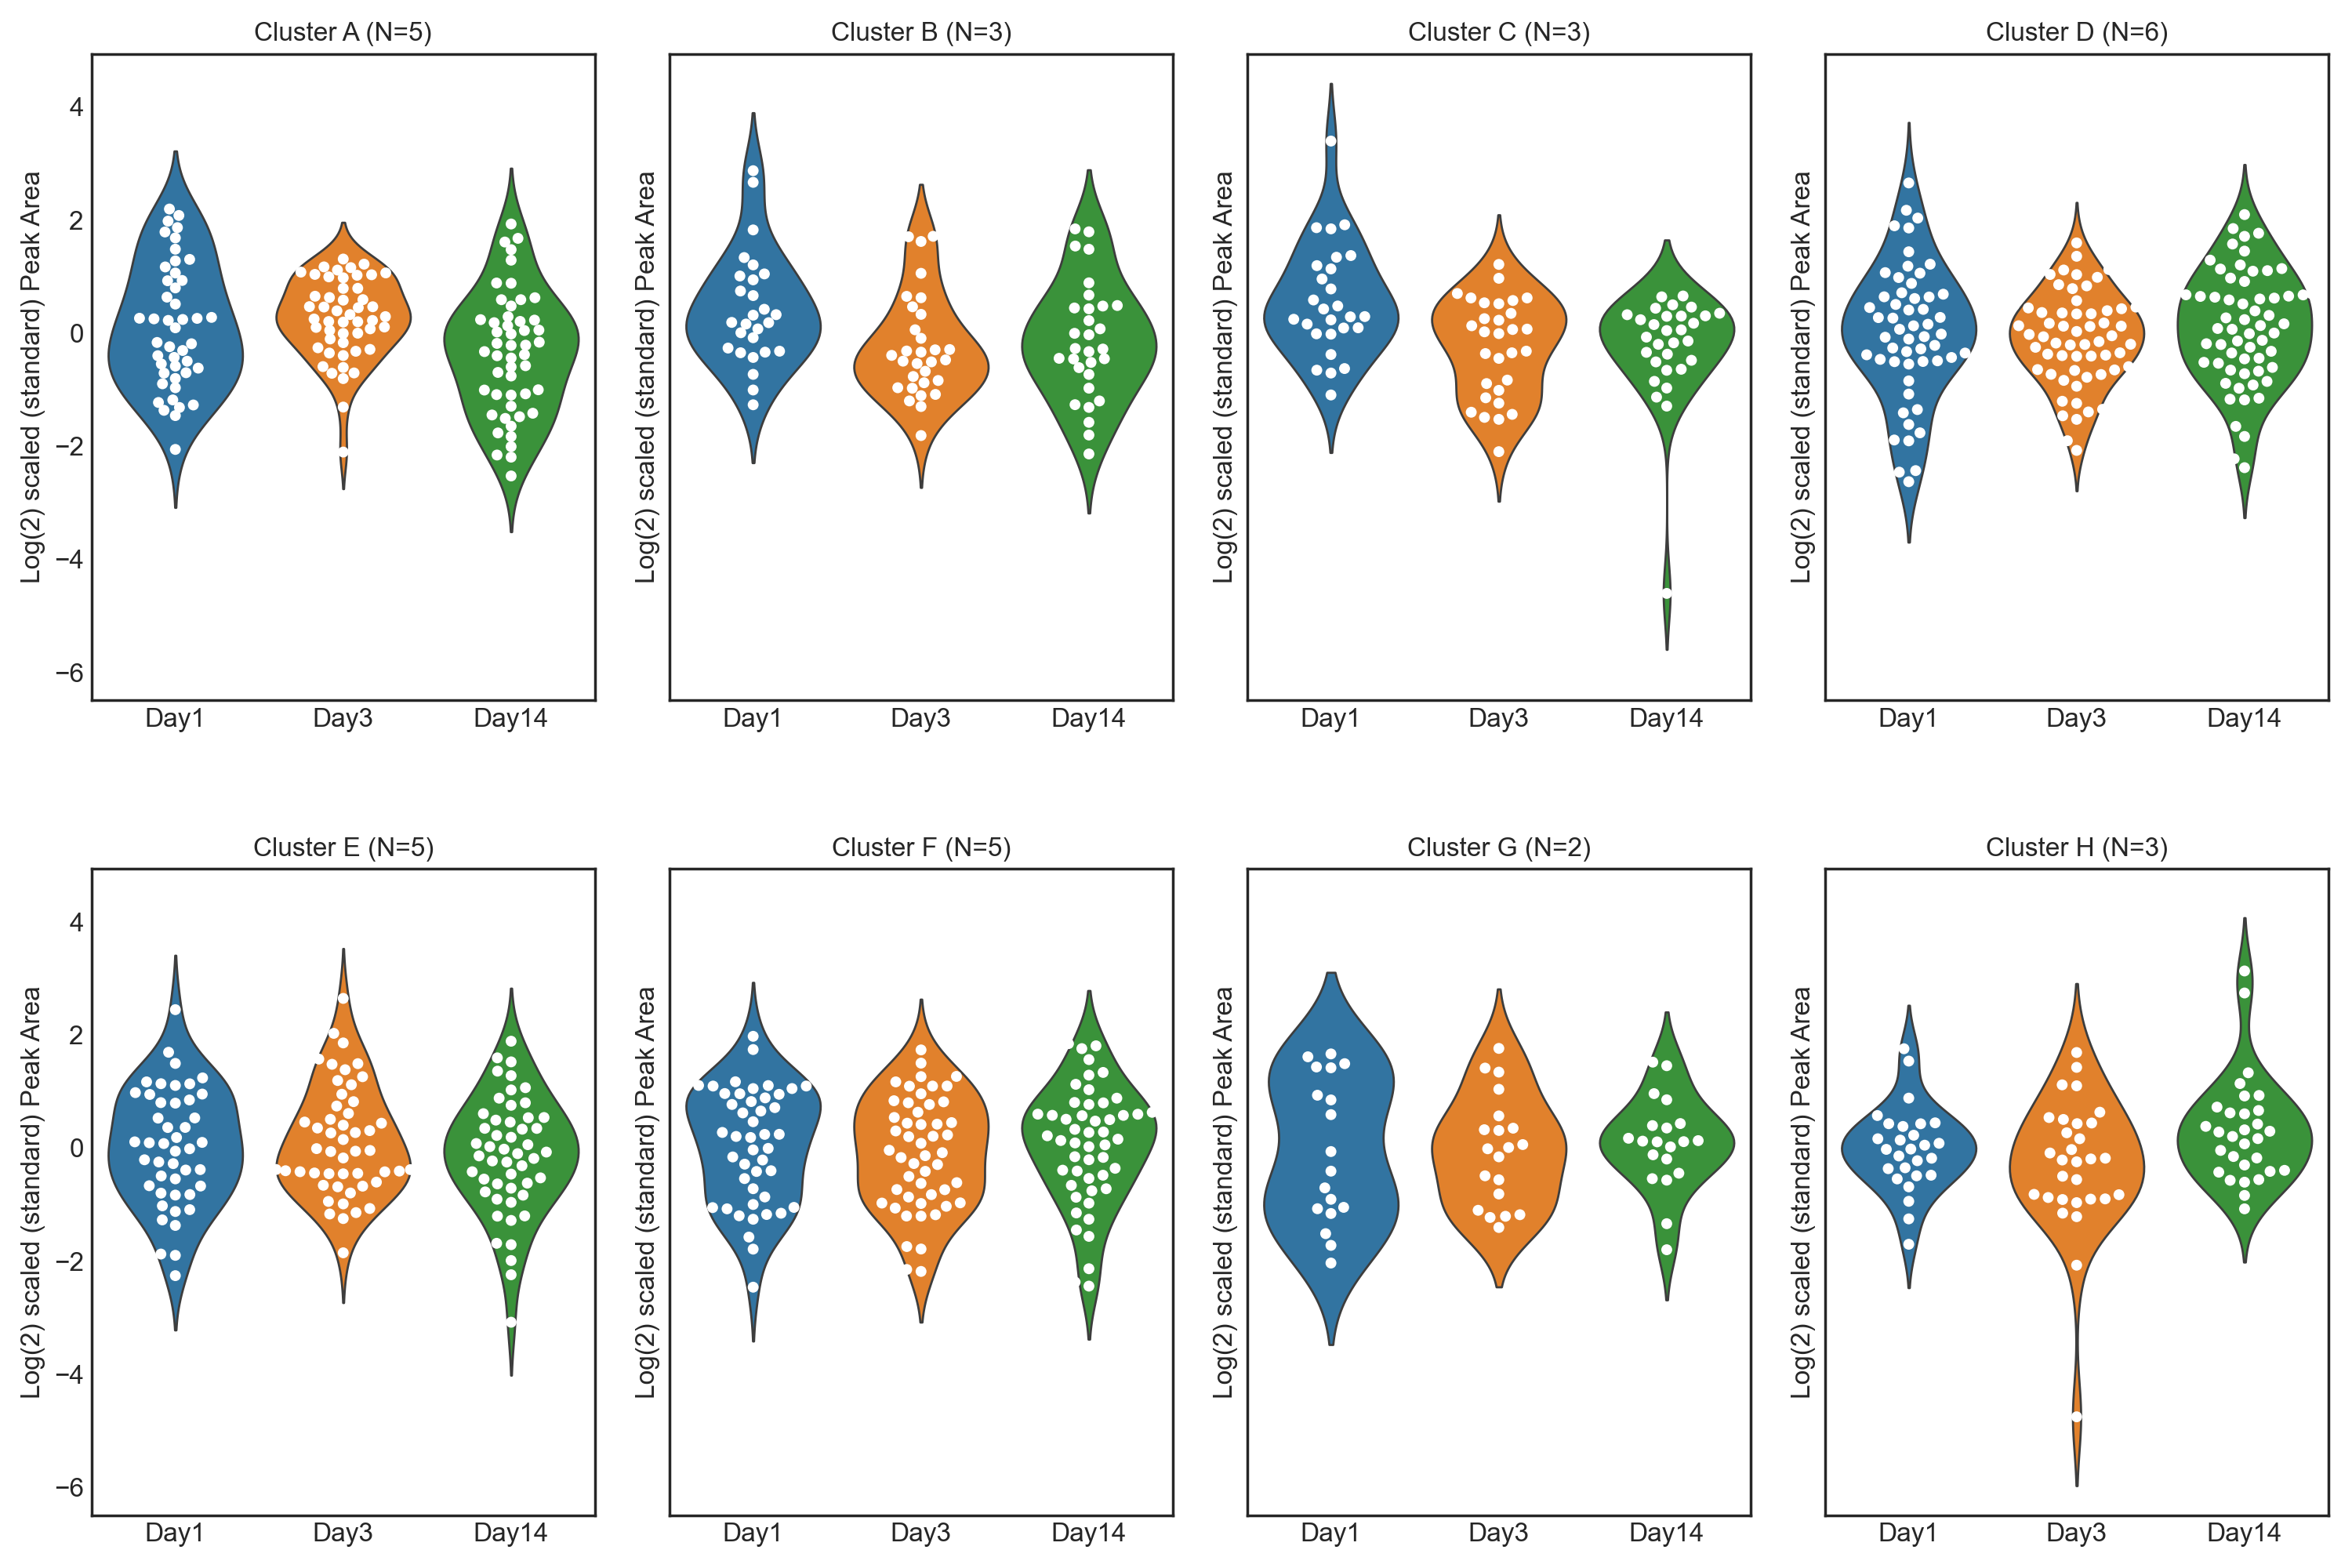 Cluster A (N=5)
Cluster B (N=3)
Cluster C (N=3)
Cluster D (N=6)
Log(2) scaled (standard) Peak Area
4
2
0
−2
−4
−6
Day1
Day3
Day14
Log(2) scaled (standard) Peak Area
Day1
Day3
Day14
Log(2) scaled (standard) Peak Area
Day1
Day3
Day14
Log(2) scaled (standard) Peak Area
Day1
Day3
Day14
Cluster E (N=5)
Cluster F (N=5)
Cluster G (N=2)
Cluster H (N=3)
Log(2) scaled (standard) Peak Area
4
2
0
−2
−4
−6
Day1
Day3
Day14
Log(2) scaled (standard) Peak Area
Day1
Day3
Day14
Log(2) scaled (standard) Peak Area
Day1
Day3
Day14
Log(2) scaled (standard) Peak Area
Day1
Day3
Day14